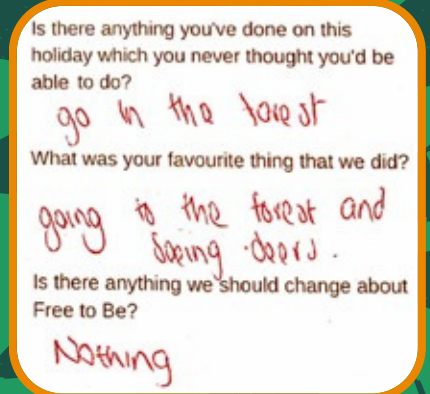 Is there anything you've done on this
holiday which you never thought you'd be
able to do?
go in the forest
What was your favourite thing that we did?
going to the forest and
seeing deers.
Is there anything we should change about
Free to Be?
Nothing